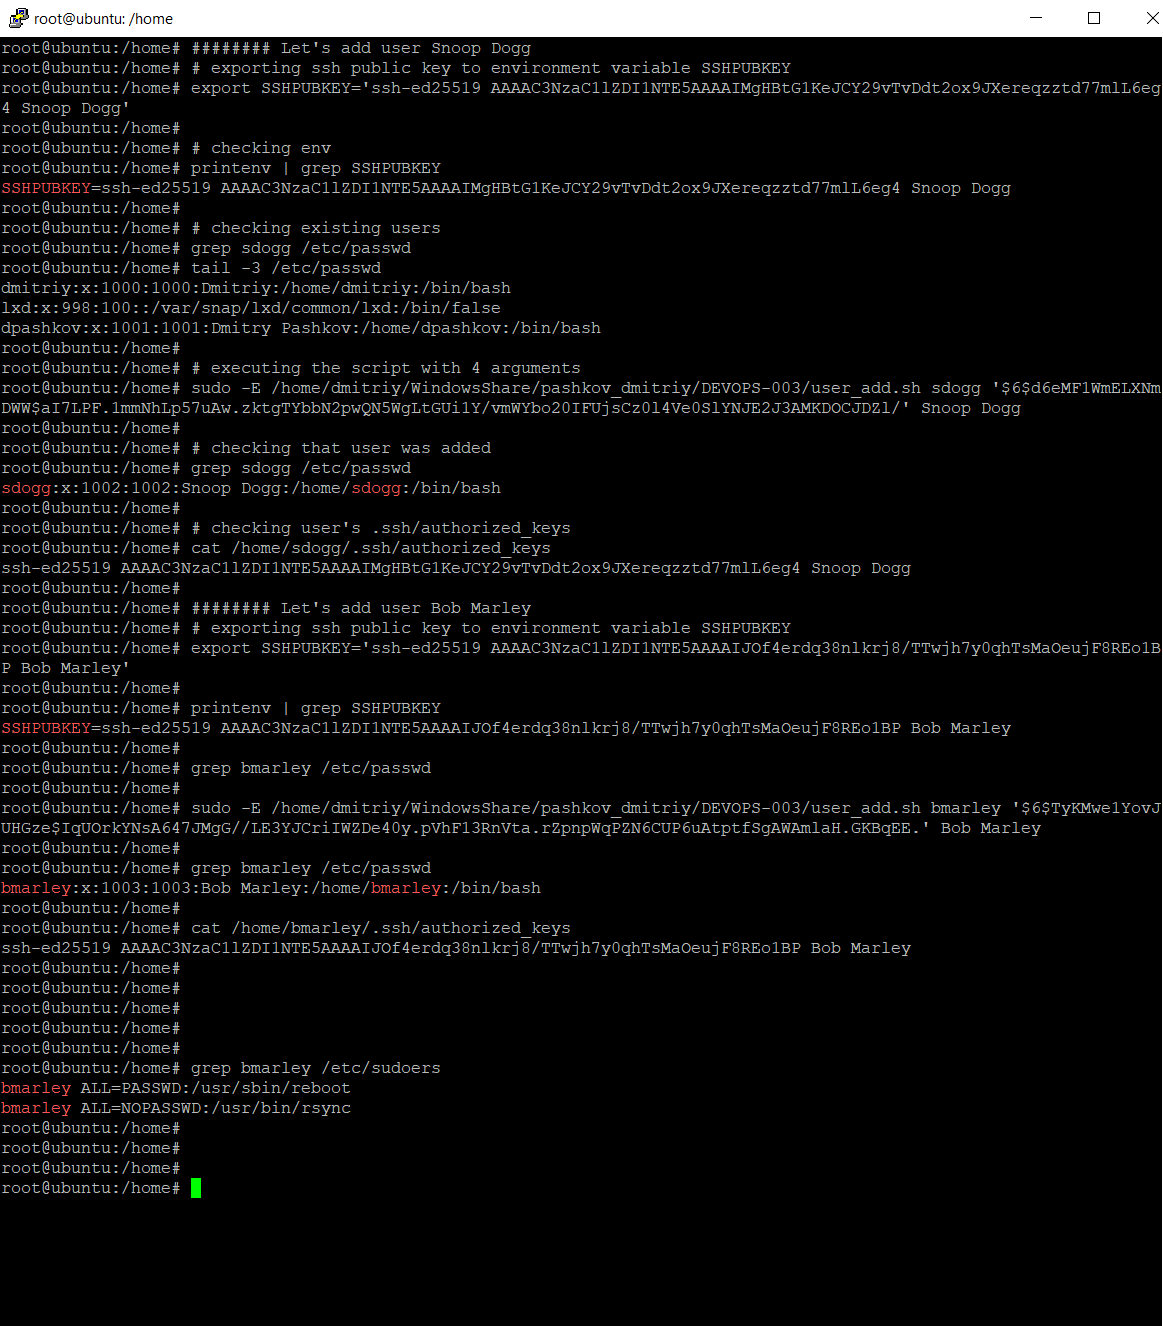 root@ubuntu: /home
root@ubuntu:/home# ######## Let's add user Snoop Dogg
root@ubuntu:/home# # exporting ssh public key to environment variable SSHPUBKEY
root@ubuntu:/home# export SSHPUBKEY='ssh-ed25519 AAAAC3NzaC1lZDI1NTE5AAAAIMgHBtG1KeJCY29vTvDdt2ox9JXereqzztd77mlL6eg
4 Snoop Dogg'
root@ubuntu:/home#
root@ubuntu:/home# # checking env
root@ubuntu:/home# printenv | grep SSHPUBKEY
SSHPUBKEY=ssh-ed25519 AAAAC3NzaC1lZDI1NTE5AAAAIMgHBtG1KeJCY29vTvDdt2ox9JXereqzztd77mlL6eg4 Snoop Dogg
root@ubuntu:/home#
root@ubuntu:/home# # checking existing users
root@ubuntu:/home# grep sdogg /etc/passwd
root@ubuntu:/home# tail -3 /etc/passwd
dmitriy:x:1000:1000:Dmitriy:/home/dmitriy:/bin/bash
lxd:x:998:100::/var/snap/lxd/common/lxd:/bin/false
dpashkov:x:1001:1001:Dmitry Pashkov:/home/dpashkov:/bin/bash
root@ubuntu:/home#
root@ubuntu:/home# # executing the script with 4 arguments
root@ubuntu:/home# sudo -E /home/dmitriy/WindowsShare/pashkov_dmitriy/DEVOPS-003/user_add.sh sdogg '$6$d6eMF1WmELXNm
DWW$aI7LPF.1mmNhLp57uAw.zktgTYbbN2pwQN5WgLtGUi1Y/vmWYbo20IFUjsCz0l4Ve0SlYNJE2J3AMKDOCJDZl/' Snoop Dogg
root@ubuntu:/home#
root@ubuntu:/home# # checking that user was added
root@ubuntu:/home# grep sdogg /etc/passwd
sdogg:x:1002:1002:Snoop Dogg:/home/sdogg:/bin/bash
root@ubuntu:/home#
root@ubuntu:/home# # checking user's .ssh/authorized_keys
root@ubuntu:/home# cat /home/sdogg/.ssh/authorized_keys
ssh-ed25519 AAAAC3NzaC1lZDI1NTE5AAAAIMgHBtG1KeJCY29vTvDdt2ox9JXereqzztd77mlL6eg4 Snoop Dogg
root@ubuntu:/home#
root@ubuntu:/home# ######## Let's add user Bob Marley
root@ubuntu:/home# # exporting ssh public key to environment variable SSHPUBKEY
root@ubuntu:/home# export SSHPUBKEY='ssh-ed25519 AAAAC3NzaC1lZDI1NTE5AAAAIJOf4erdq38nlkrj8/TTwjh7y0qhTsMaOeujF8REo1B
P Bob Marley'
root@ubuntu:/home#
root@ubuntu:/home# printenv | grep SSHPUBKEY
SSHPUBKEY=ssh-ed25519 AAAAC3NzaC1lZDI1NTE5AAAAIJOf4erdq38nlkrj8/TTwjh7y0qhTsMaOeujF8REo1BP Bob Marley
root@ubuntu:/home#
root@ubuntu:/home# grep bmarley /etc/passwd
root@ubuntu:/home#
root@ubuntu:/home# sudo -E /home/dmitriy/WindowsShare/pashkov_dmitriy/DEVOPS-003/user_add.sh bmarley '$6$TyKMwe1YovJ
UHGze$IqUOrkYNsA647JMgG//LE3YJCriIWZDe40y.pVhF13RnVta.rZpnpWqPZN6CUP6uAtptfSgAWAmlaH.GKBqEE.' Bob Marley
root@ubuntu:/home#
root@ubuntu:/home# grep bmarley /etc/passwd
bmarley:x:1003:1003:Bob Marley:/home/bmarley:/bin/bash
root@ubuntu:/home#
root@ubuntu:/home# cat /home/bmarley/.ssh/authorized_keys
ssh-ed25519 AAAAC3NzaC1lZDI1NTE5AAAAIJOf4erdq38nlkrj8/TTwjh7y0qhTsMaOeujF8REo1BP Bob Marley
root@ubuntu:/home#
root@ubuntu:/home#
root@ubuntu:/home#
root@ubuntu:/home#
root@ubuntu:/home#
root@ubuntu:/home# grep bmarley /etc/sudoers
bmarley ALL=PASSWD:/usr/sbin/reboot
bmarley ALL=NOPASSWD:/usr/bin/rsync
root@ubuntu:/home#
root@ubuntu:/home#
root@ubuntu:/home#
root@ubuntu:/home#